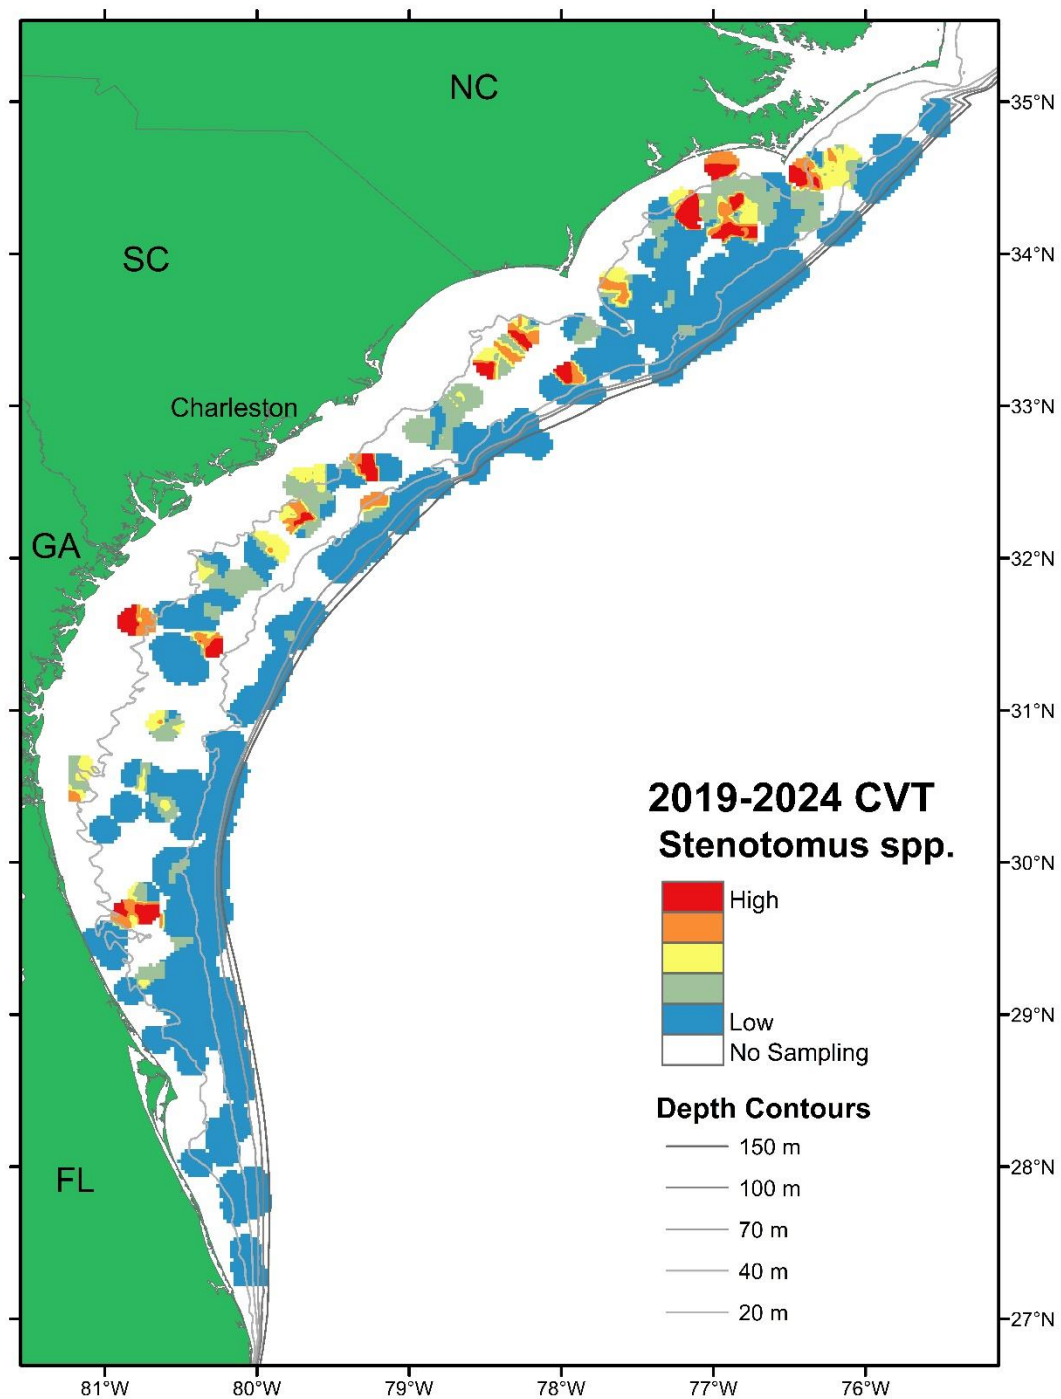 NC
35°N
SC
34°N
Charleston
33°N
GA
32°N
31°N
2019-2024 CVT
Stenotomus spp.
High
30°N
Low
29°N
No Sampling
Depth Contours
150 m
FL
28°N
100 m
70 m
40 m
20 m
27°N
81°W 80°W 79°W 78°W 77°W 76°W